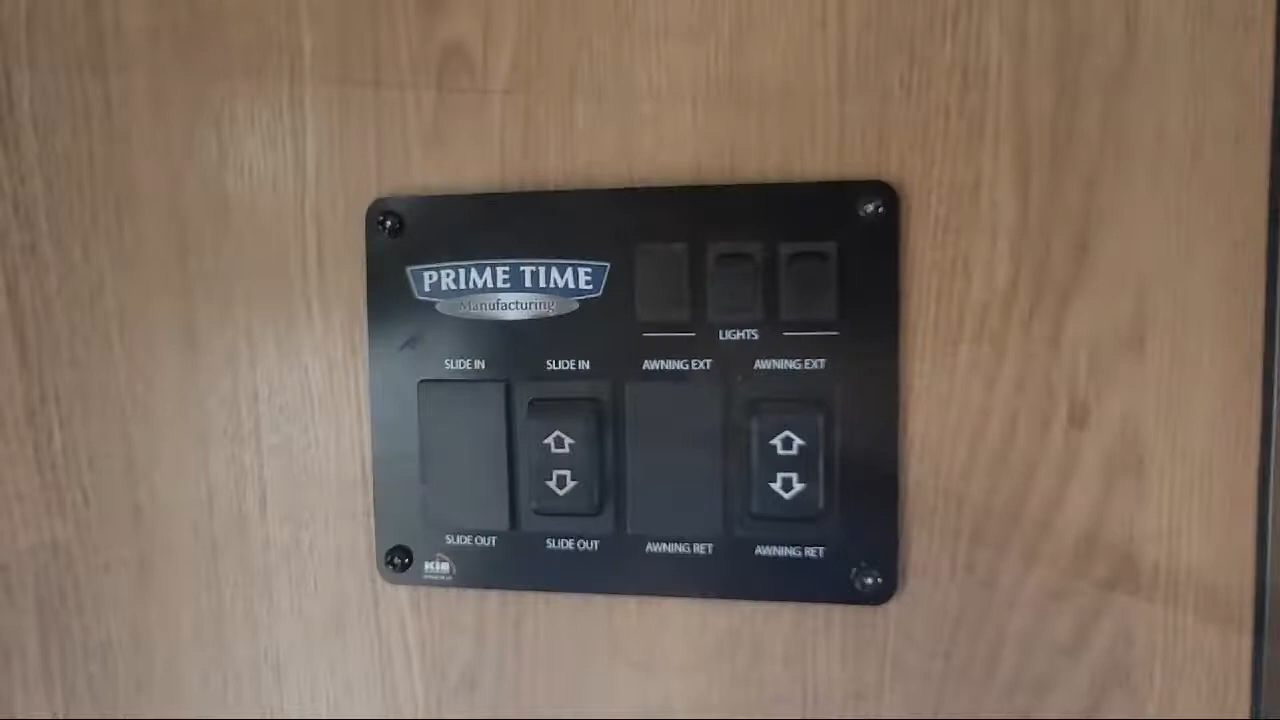 PRIME TIME
Manufacturing
LIGHTS
SLIDE IN
SLIDE IN
AWNING EXT
AWNING EXT
SLIDE OUT
SLIDE OUT
AWNING RET
AWNING RET
KIB